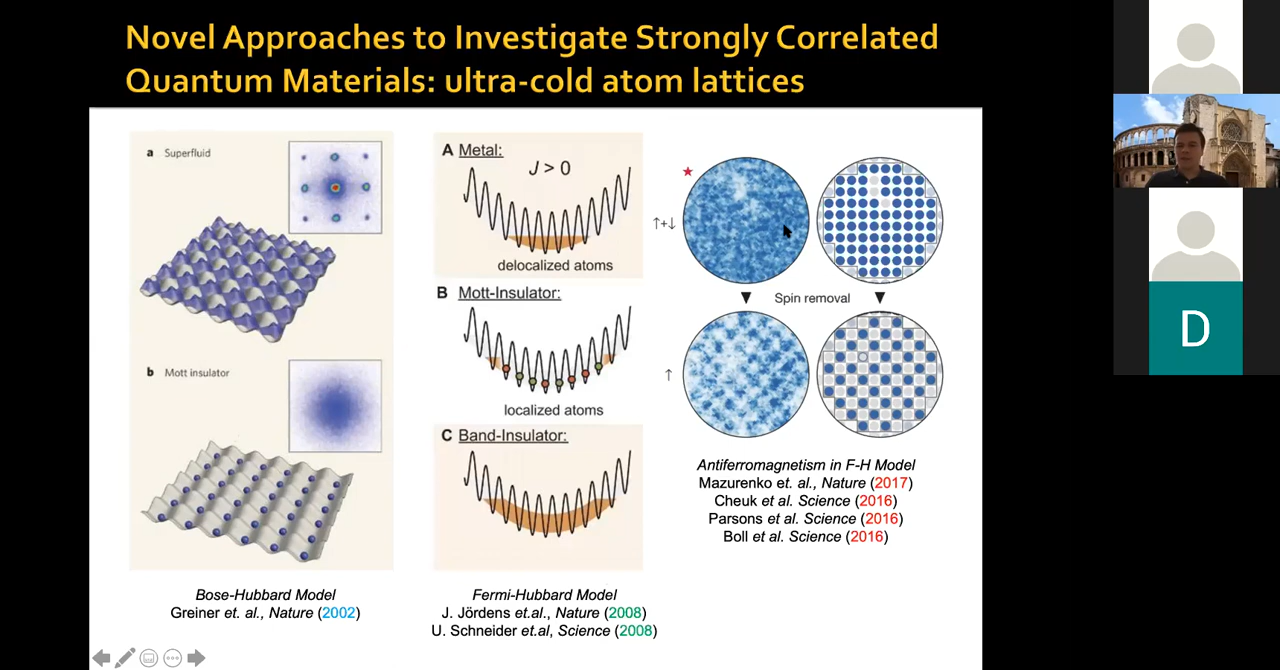 Novel Approaches to Investigate Strongly Correlated
Quantum Materials: ultra-cold atom lattices
a Superfluid
b Mott insulator
Bose-Hubbard Model
Greiner et. al., Nature (2002)
A Metal:
J > 0
delocalized atoms
B Mott-Insulator:
localized atoms
C Band-Insulator:
Fermi-Hubbard Model
J. Jördens et.al., Nature (2008)
U. Schneider et.al, Science (2008)
↑+↓
Spin removal
↑
Antiferromagnetism in F-H Model
Mazurenko et. al., Nature (2017)
Cheuk et al. Science (2016)
Parsons et al. Science (2016)
Boll et al. Science (2016)
D